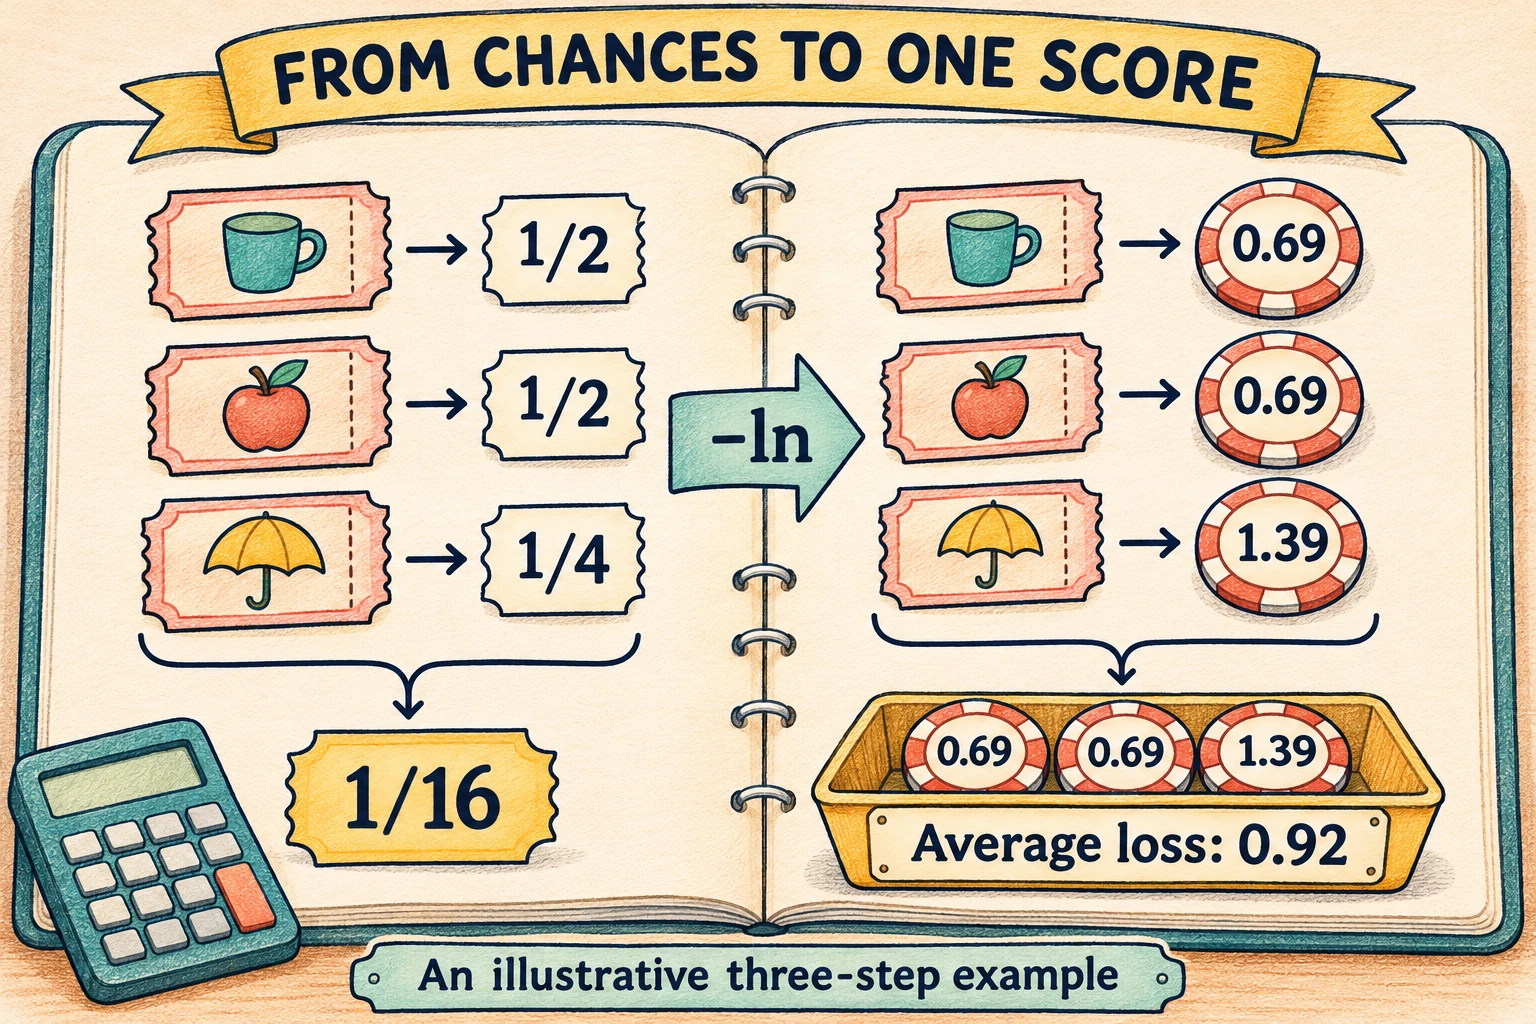 FROM CHANCES TO ONE SCORE
1/2
1/2
1/4
1/16
–ln
0.69
0.69
1.39
0.69 0.69 1.39
Average loss: 0.92
An illustrative three-step example